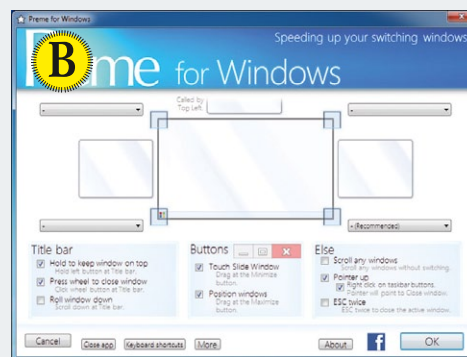 Preme for Windows
Speeding up your switching windows
B
Preme for Windows
Called by
Top Left.
-
-
-
- (Recommended)
Title bar
Hold to keep window on top
Hold left button at Title bar.
Press wheel to close window
Click wheel button at Title bar.
Roll window down
Scroll down at Title bar.
Buttons
Touch Slide Window
Drag at the Minimize
button.
Position windows
Drag at the Maximize
button.
Else
Scroll any windows
Scroll any windows without switching.
Pointer up
Right click on taskbar buttons.
Pointer will point to Close window.
ESC twice
ESC twice to close the active window.
Cancel
Close app
Keyboard shortcuts
More
About
f
OK